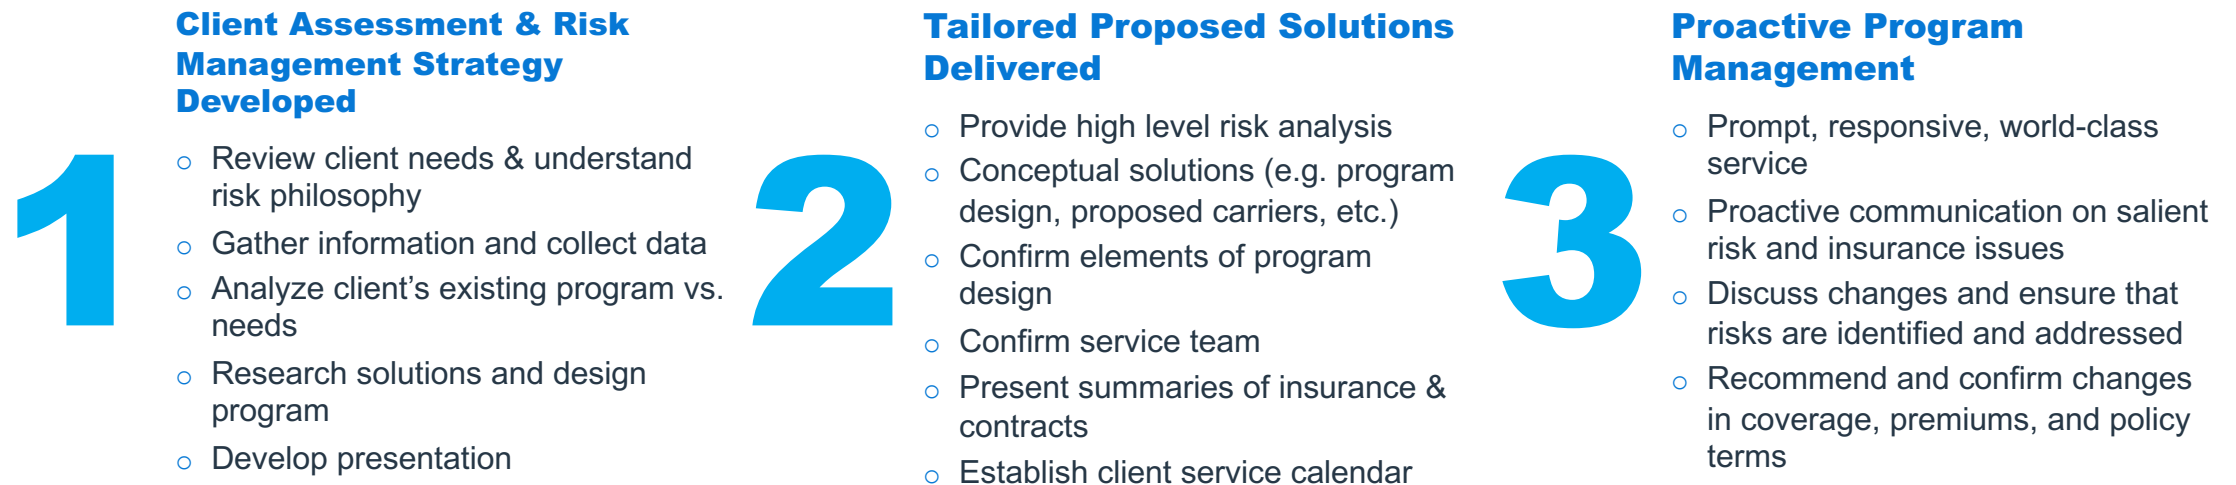 1
Client Assessment & Risk
Management Strategy
Developed
○ Review client needs & understand
risk philosophy
○ Gather information and collect data
○ Analyze client’s existing program vs.
needs
○ Research solutions and design
program
○ Develop presentation
2
Tailored Proposed Solutions
Delivered
○ Provide high level risk analysis
○ Conceptual solutions (e.g. program
design, proposed carriers, etc.)
○ Confirm elements of program
design
○ Confirm service team
○ Present summaries of insurance &
contracts
○ Establish client service calendar
3
Proactive Program
Management
○ Prompt, responsive, world-class
service
○ Proactive communication on salient
risk and insurance issues
○ Discuss changes and ensure that
risks are identified and addressed
○ Recommend and confirm changes
in coverage, premiums, and policy
terms